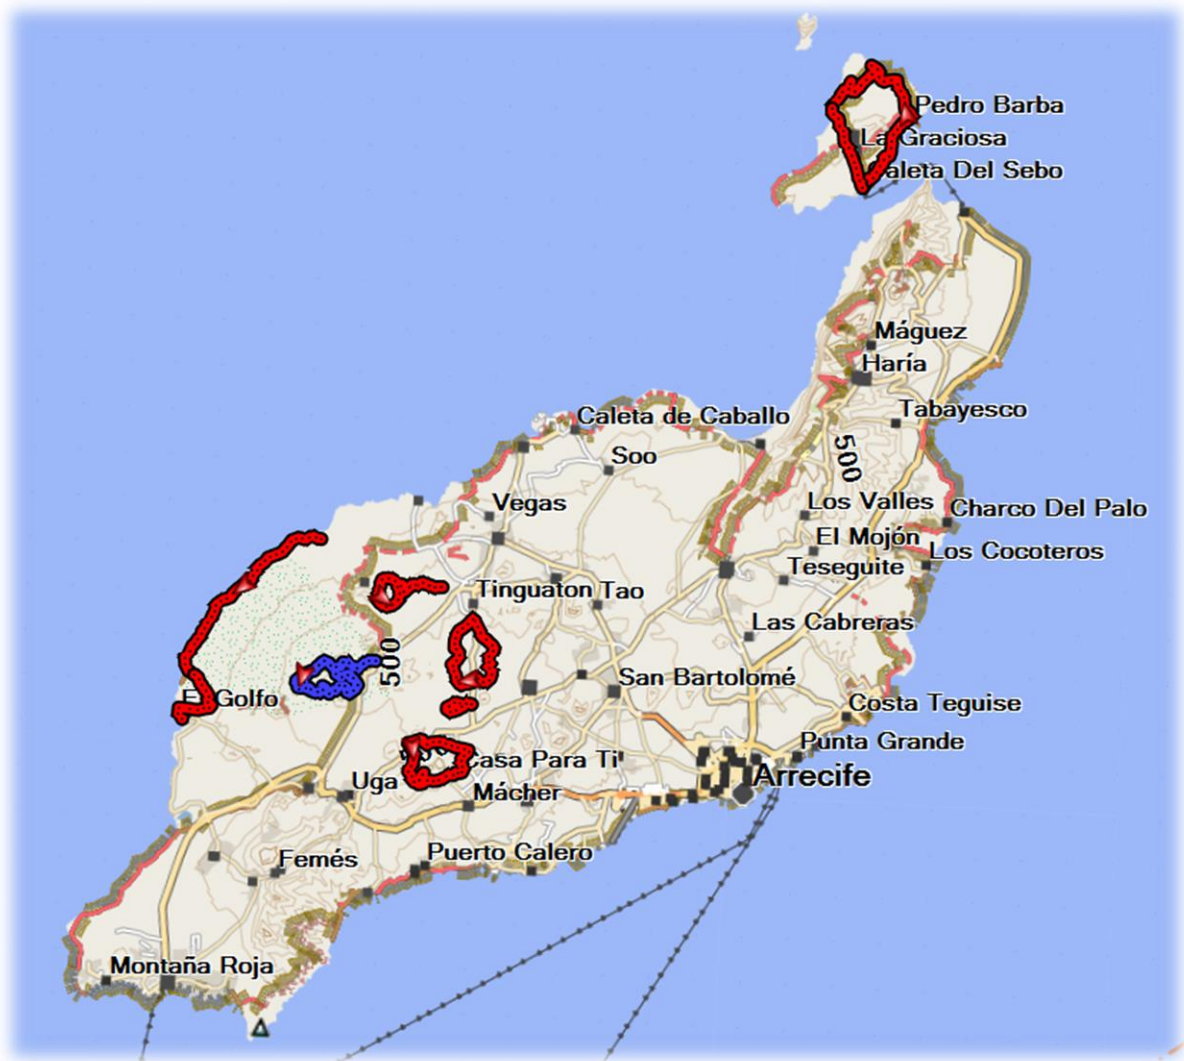 Pedro Barba
La Graciosa
aleta Del Sebo
Máguez
Haría
Tabayesco
Caleta de Caballo
500
Soo
Vegas
Los Valles
Charco Del Palo
El Mojón
Los Cocoteros
Teseguite
Tinguaton
Tao
Las Cabreras
500
San Bartolomé
El Golfo
Costa Teguise
Punta Grande
Casa Para Ti'
Arrecife
Uga
Mácher
Puerto Calero
Femés
Montaña Roja